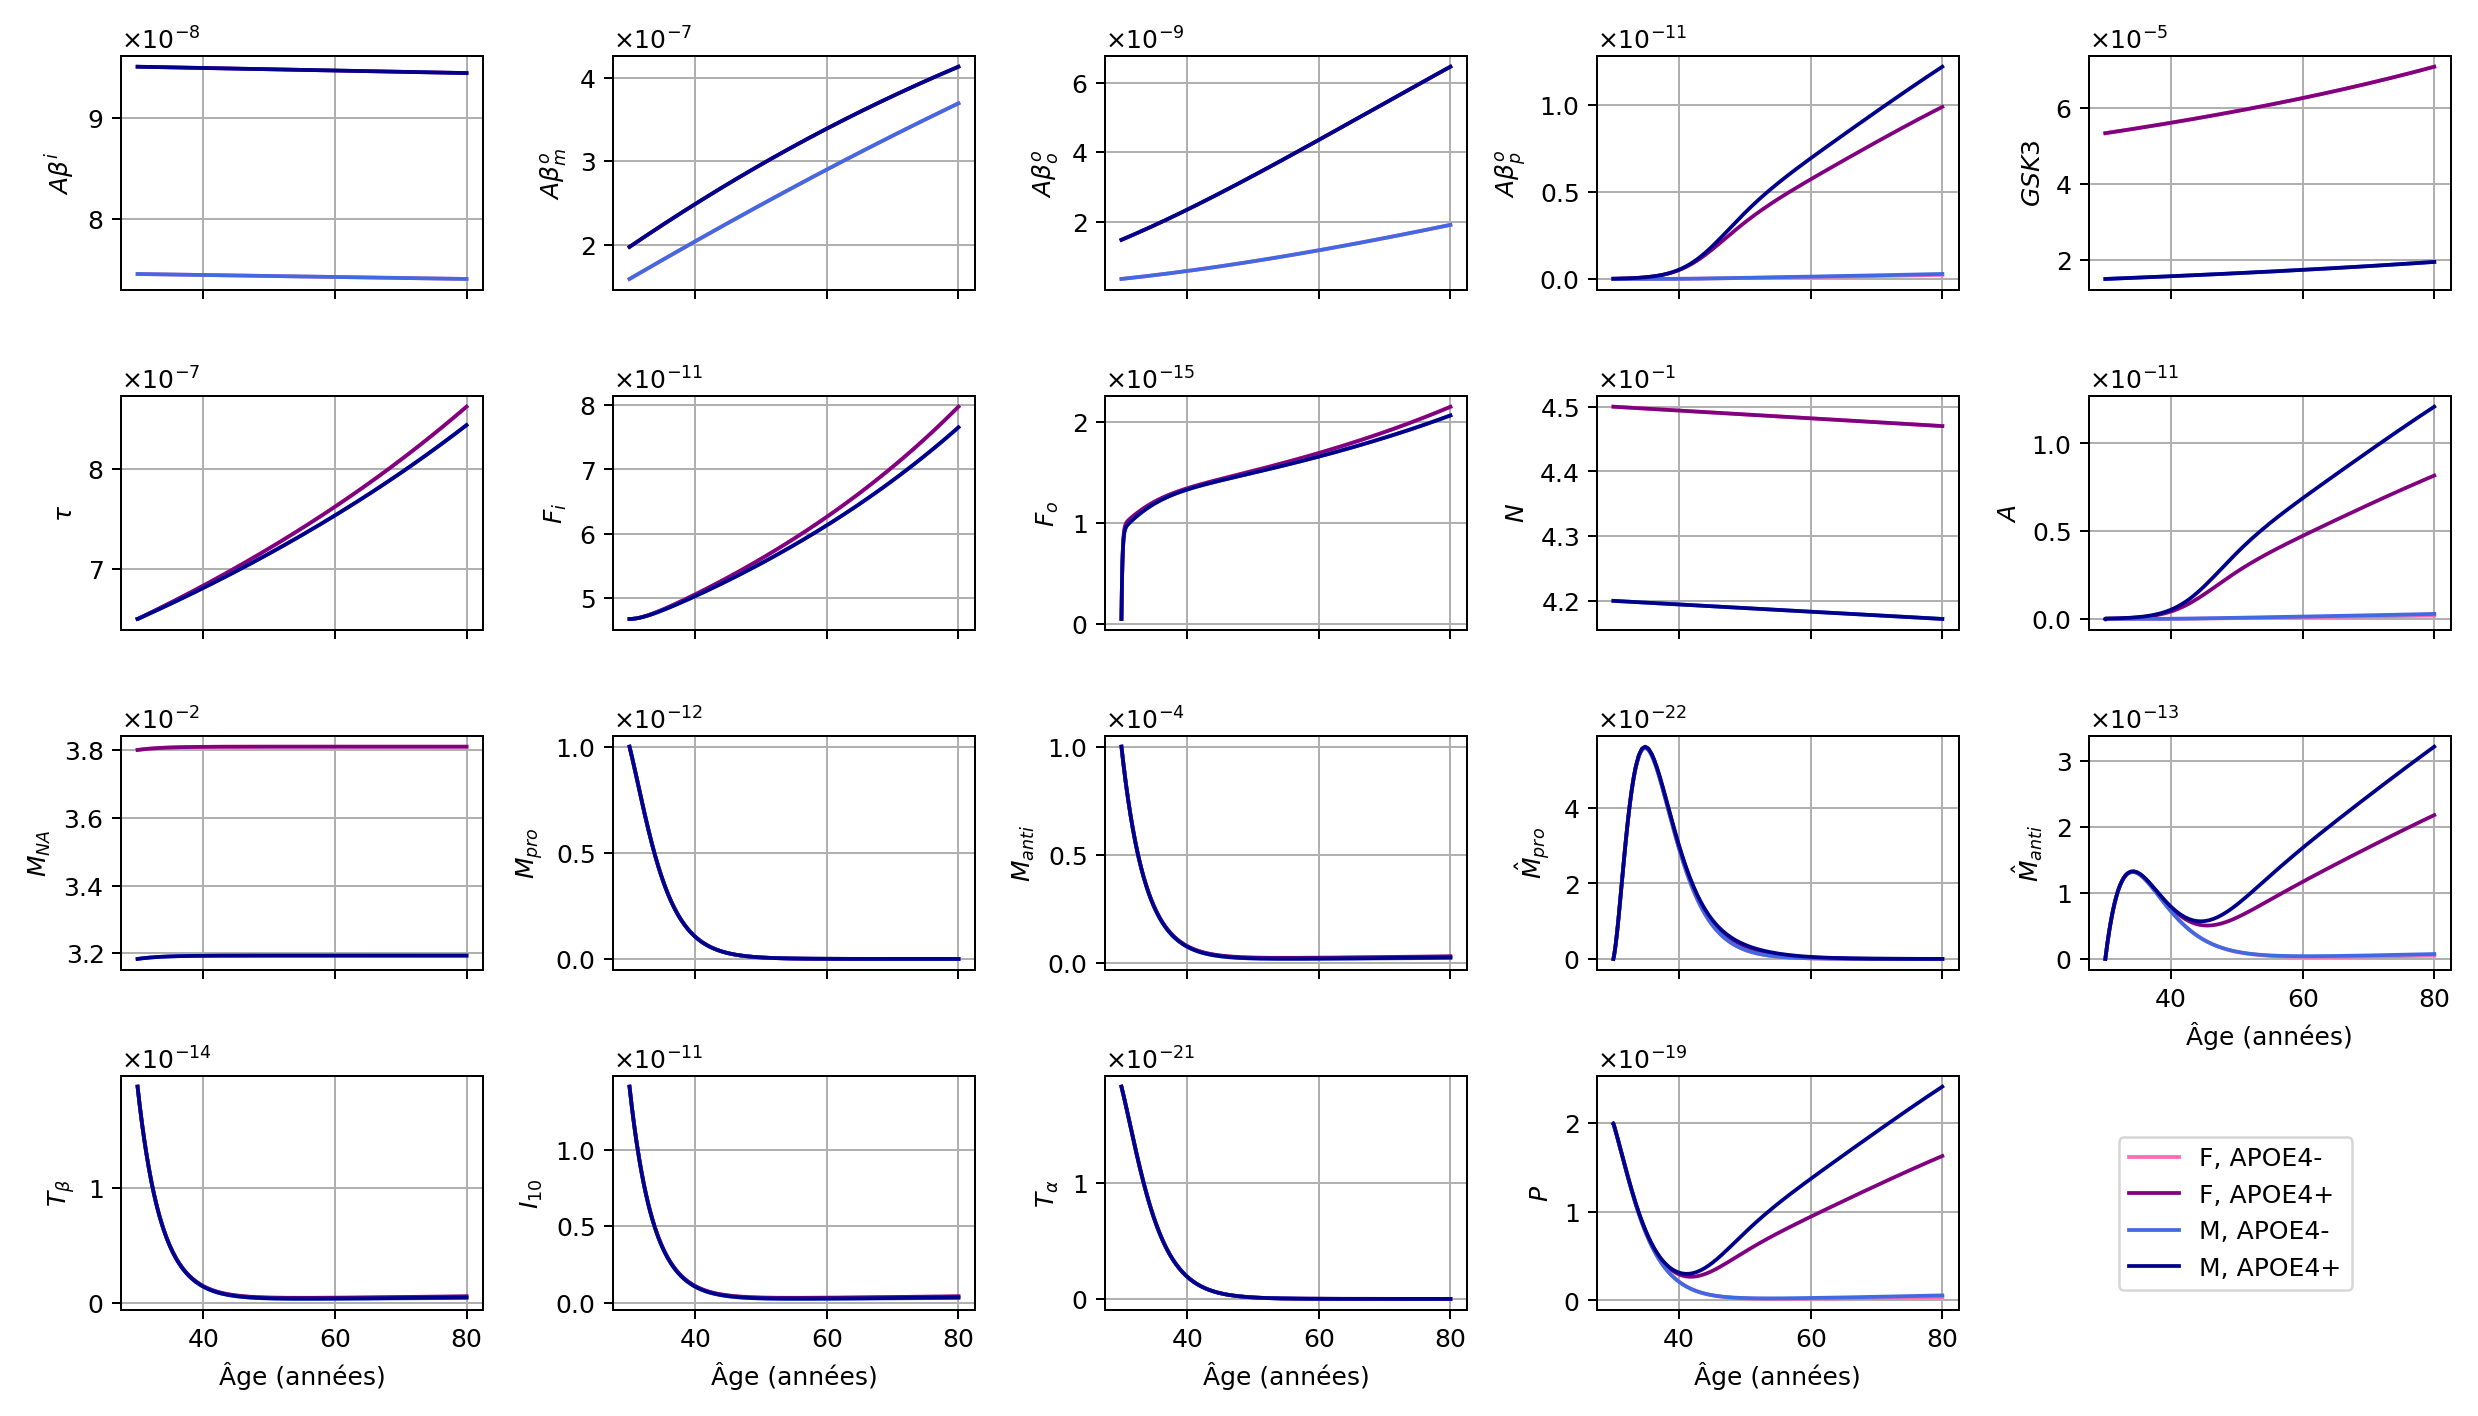 ×10⁻⁸ ×10⁻⁷ ×10⁻⁹ ×10⁻¹¹ ×10⁻⁵
Aβⁱ 9 8
Aβₘᵒ 4 3 2
Aβₒᵒ 6 4 2
Aβₚᵒ 1.0 0.5 0.0
GSK3 6 4 2
×10⁻⁷ ×10⁻¹¹ ×10⁻¹⁵ ×10⁻¹ ×10⁻¹¹
τ 8 7
Fᵢ 8 7 6 5
Fₒ 2 1 0
N 4.5 4.4 4.3 4.2
A 1.0 0.5 0.0
×10⁻² ×10⁻¹² ×10⁻⁴ ×10⁻²² ×10⁻¹³
M_NA 3.8 3.6 3.4 3.2
M_pro 1.0 0.5 0.0
M_anti 1.0 0.5 0.0
M̂_pro 4 2 0
M̂_anti 3 2 1 0
40 60 80
Âge (années)
×10⁻¹⁴ ×10⁻¹¹ ×10⁻²¹ ×10⁻¹⁹
T_β 1 0
I₁₀ 1.0 0.5 0.0
T_α 1 0
P 2 1 0
40 60 80 40 60 80 40 60 80 40 60 80
Âge (années) Âge (années) Âge (années) Âge (années)
F, APOE4-
F, APOE4+
M, APOE4-
M, APOE4+